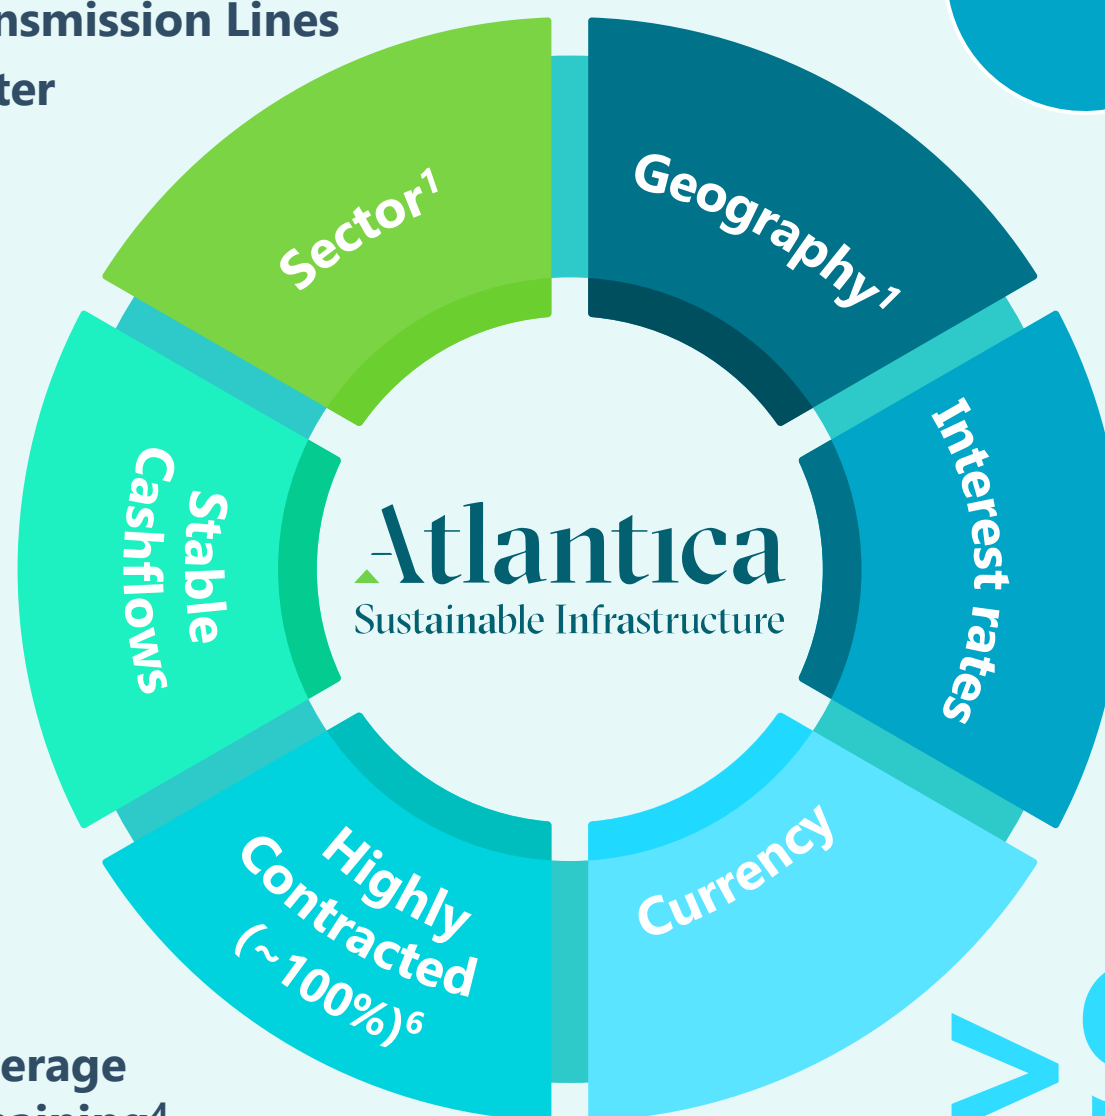 nsmission Lines
ter
Sector¹
Geography¹
Interest rates
Stable
Cashflows
Atlantica
Sustainable Infrastructure
Currency
Highly
Contracted
(~100%)⁶
erage